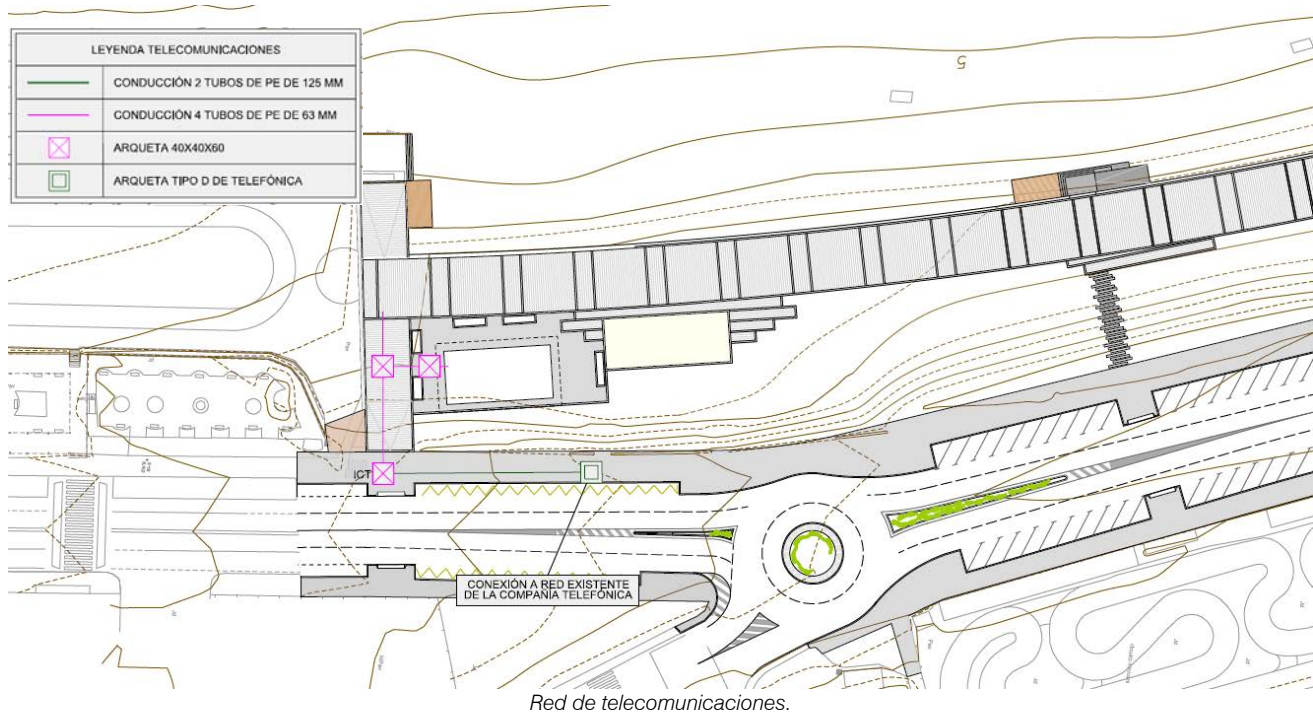 LEYENDA TELECOMUNICACIONES
CONDUCCIÓN 2 TUBOS DE PE DE 125 MM
CONDUCCIÓN 4 TUBOS DE PE DE 63 MM
ARQUETA 40X40X60
ARQUETA TIPO D DE TELEFÓNICA
5
ICT
CONEXIÓN A RED EXISTENTE
DE LA COMPAÑÍA TELEFÓNICA
Red de telecomunicaciones.